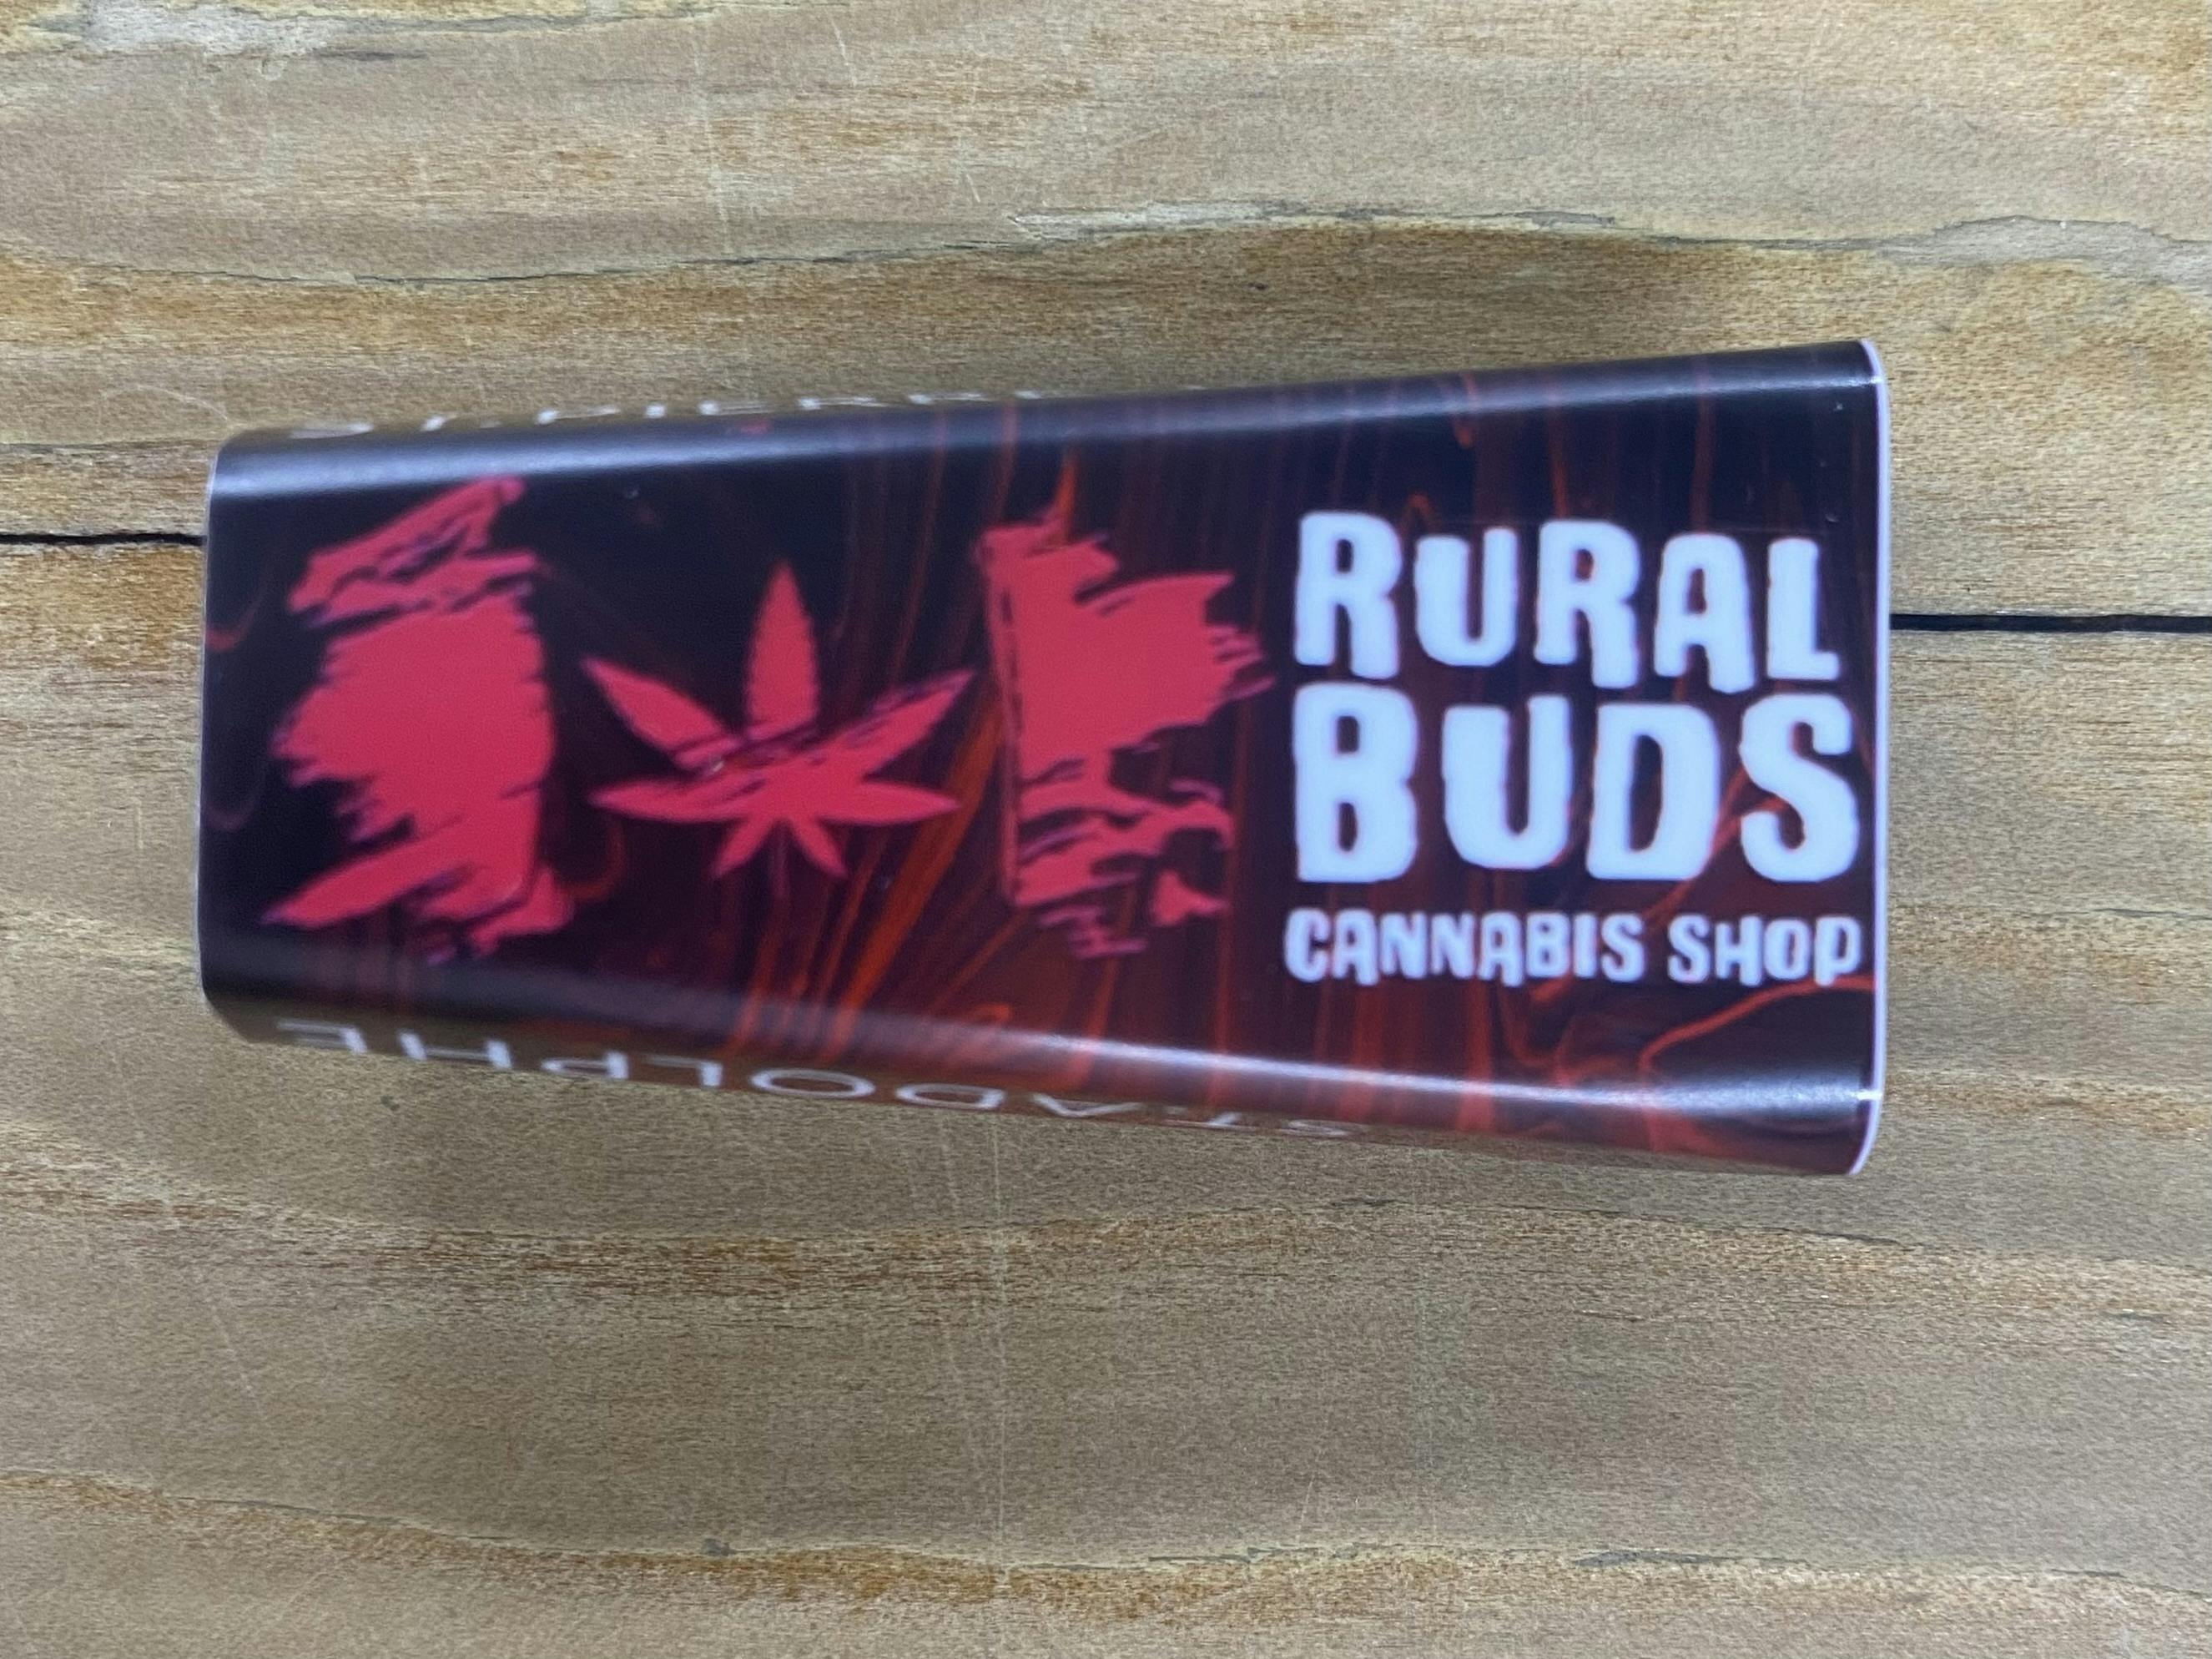 RURAL
BUDS
CANNABIS SHOP
ST. ADOLPHE